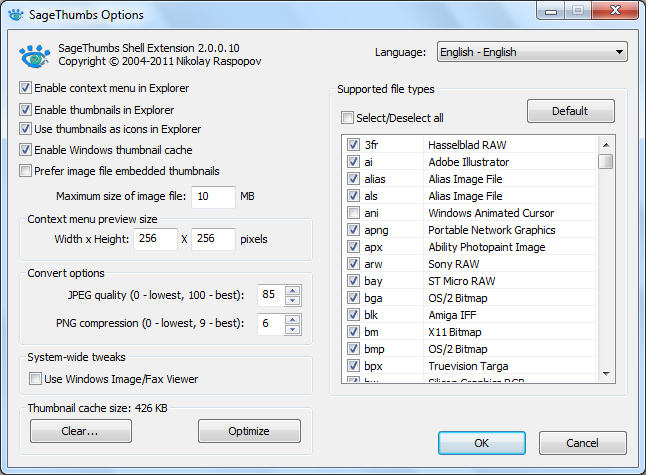 SageThumbs Options
SageThumbs Shell Extension 2.0.0.10
Copyright © 2004-2011 Nikolay Raspopov
Language: English - English
Enable context menu in Explorer
Enable thumbnails in Explorer
Use thumbnails as icons in Explorer
Enable Windows thumbnail cache
Prefer image file embedded thumbnails
Maximum size of image file: 10 MB
Context menu preview size
Width x Height: 256 X 256 pixels
Convert options
JPEG quality (0 - lowest, 100 - best): 85
PNG compression (0 - lowest, 9 - best): 6
System-wide tweaks
Use Windows Image/Fax Viewer
Thumbnail cache size: 426 KB
Clear... Optimize
Supported file types
Default
Select/Deselect all
3fr Hasselblad RAW
ai Adobe Illustrator
alias Alias Image File
als Alias Image File
ani Windows Animated Cursor
apng Portable Network Graphics
apx Ability Photopaint Image
arw Sony RAW
bay ST Micro RAW
bga OS/2 Bitmap
blk Amiga IFF
bm X11 Bitmap
bmp OS/2 Bitmap
bpx Truevision Targa
bw Silicon Graphics RGB
OK Cancel